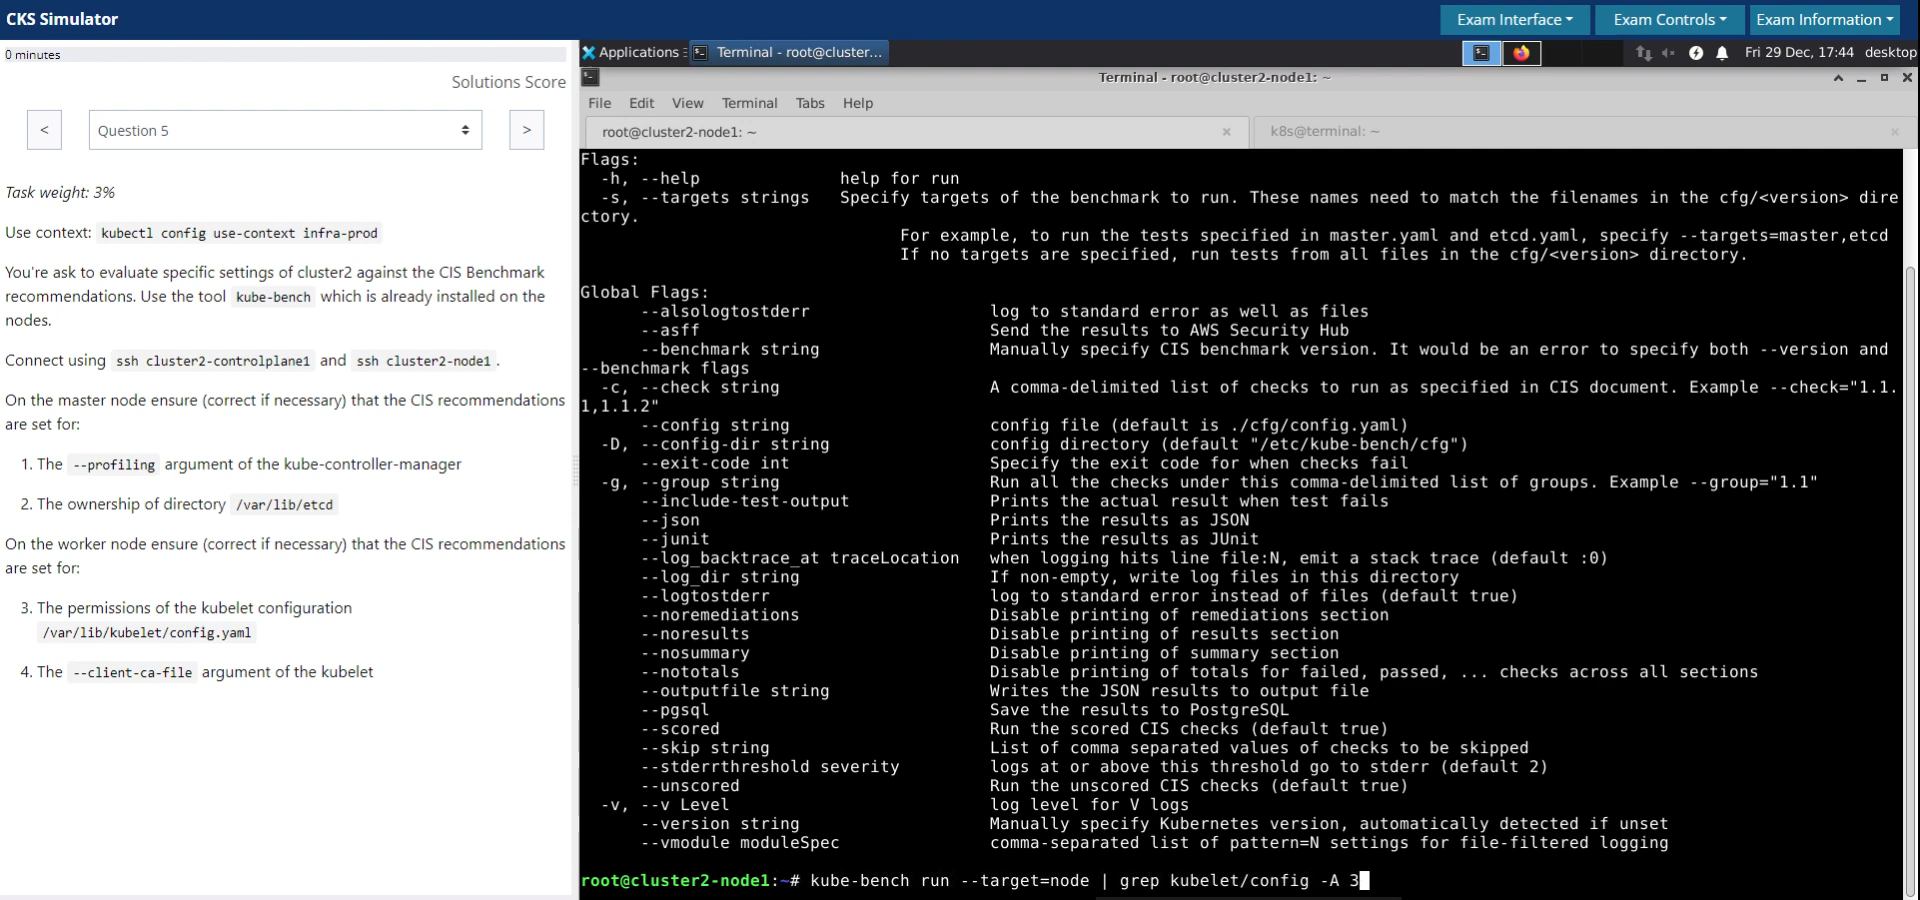 CKS Simulator
Exam Interface
Exam Controls
Exam Information
0 minutes
Solutions Score
<
Question 5
>
Task weight: 3%
Use context: kubectl config use-context infra-prod
You're ask to evaluate specific settings of cluster2 against the CIS Benchmark
recommendations. Use the tool kube-bench which is already installed on the
nodes.
Connect using ssh cluster2-controlplane1 and ssh cluster2-node1.
On the master node ensure (correct if necessary) that the CIS recommendations
are set for:
1. The --profiling argument of the kube-controller-manager
2. The ownership of directory /var/lib/etcd
On the worker node ensure (correct if necessary) that the CIS recommendations
are set for:
3. The permissions of the kubelet configuration
/var/lib/kubelet/config.yaml
4. The --client-ca-file argument of the kubelet
Applications
Terminal - root@cluster...
Fri 29 Dec, 17:44 desktop
Terminal - root@cluster2-node1: ~
File Edit View Terminal Tabs Help
root@cluster2-node1: ~
k8s@terminal: ~
Flags:
-h, --help help for run
-s, --targets strings Specify targets of the benchmark to run. These names need to match the filenames in the cfg/<version> dire
ctory.
For example, to run the tests specified in master.yaml and etcd.yaml, specify --targets=master,etcd
If no targets are specified, run tests from all files in the cfg/<version> directory.
Global Flags:
--alsologtostderr log to standard error as well as files
--asff Send the results to AWS Security Hub
--benchmark string Manually specify CIS benchmark version. It would be an error to specify both --version and
--benchmark flags
-c, --check string A comma-delimited list of checks to run as specified in CIS document. Example --check="1.1.
1,1.1.2"
--config string config file (default is ./cfg/config.yaml)
-D, --config-dir string config directory (default "/etc/kube-bench/cfg")
--exit-code int Specify the exit code for when checks fail
-g, --group string Run all the checks under this comma-delimited list of groups. Example --group="1.1"
--include-test-output Prints the actual result when test fails
--json Prints the results as JSON
--junit Prints the results as JUnit
--log_backtrace_at traceLocation when logging hits line file:N, emit a stack trace (default :0)
--log_dir string If non-empty, write log files in this directory
--logtostderr log to standard error instead of files (default true)
--noremediations Disable printing of remediations section
--noresults Disable printing of results section
--nosummary Disable printing of summary section
--nototals Disable printing of totals for failed, passed, ... checks across all sections
--outputfile string Writes the JSON results to output file
--pgsql Save the results to PostgreSQL
--scored Run the scored CIS checks (default true)
--skip string List of comma separated values of checks to be skipped
--stderrthreshold severity logs at or above this threshold go to stderr (default 2)
--unscored Run the unscored CIS checks (default true)
-v, --v Level log level for V logs
--version string Manually specify Kubernetes version, automatically detected if unset
--vmodule moduleSpec comma-separated list of pattern=N settings for file-filtered logging
root@cluster2-node1:~# kube-bench run --target=node | grep kubelet/config -A 3